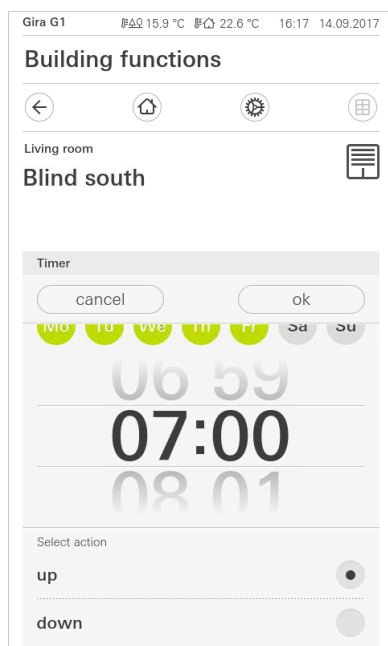 Gira G1 15.9 °C 22.6 °C 16:17 14.09.2017
Building functions
Living room
Blind south
Timer
cancel ok
Mo Tu We Th Fr Sa Su
06 59
07:00
08 01
Select action
up
down